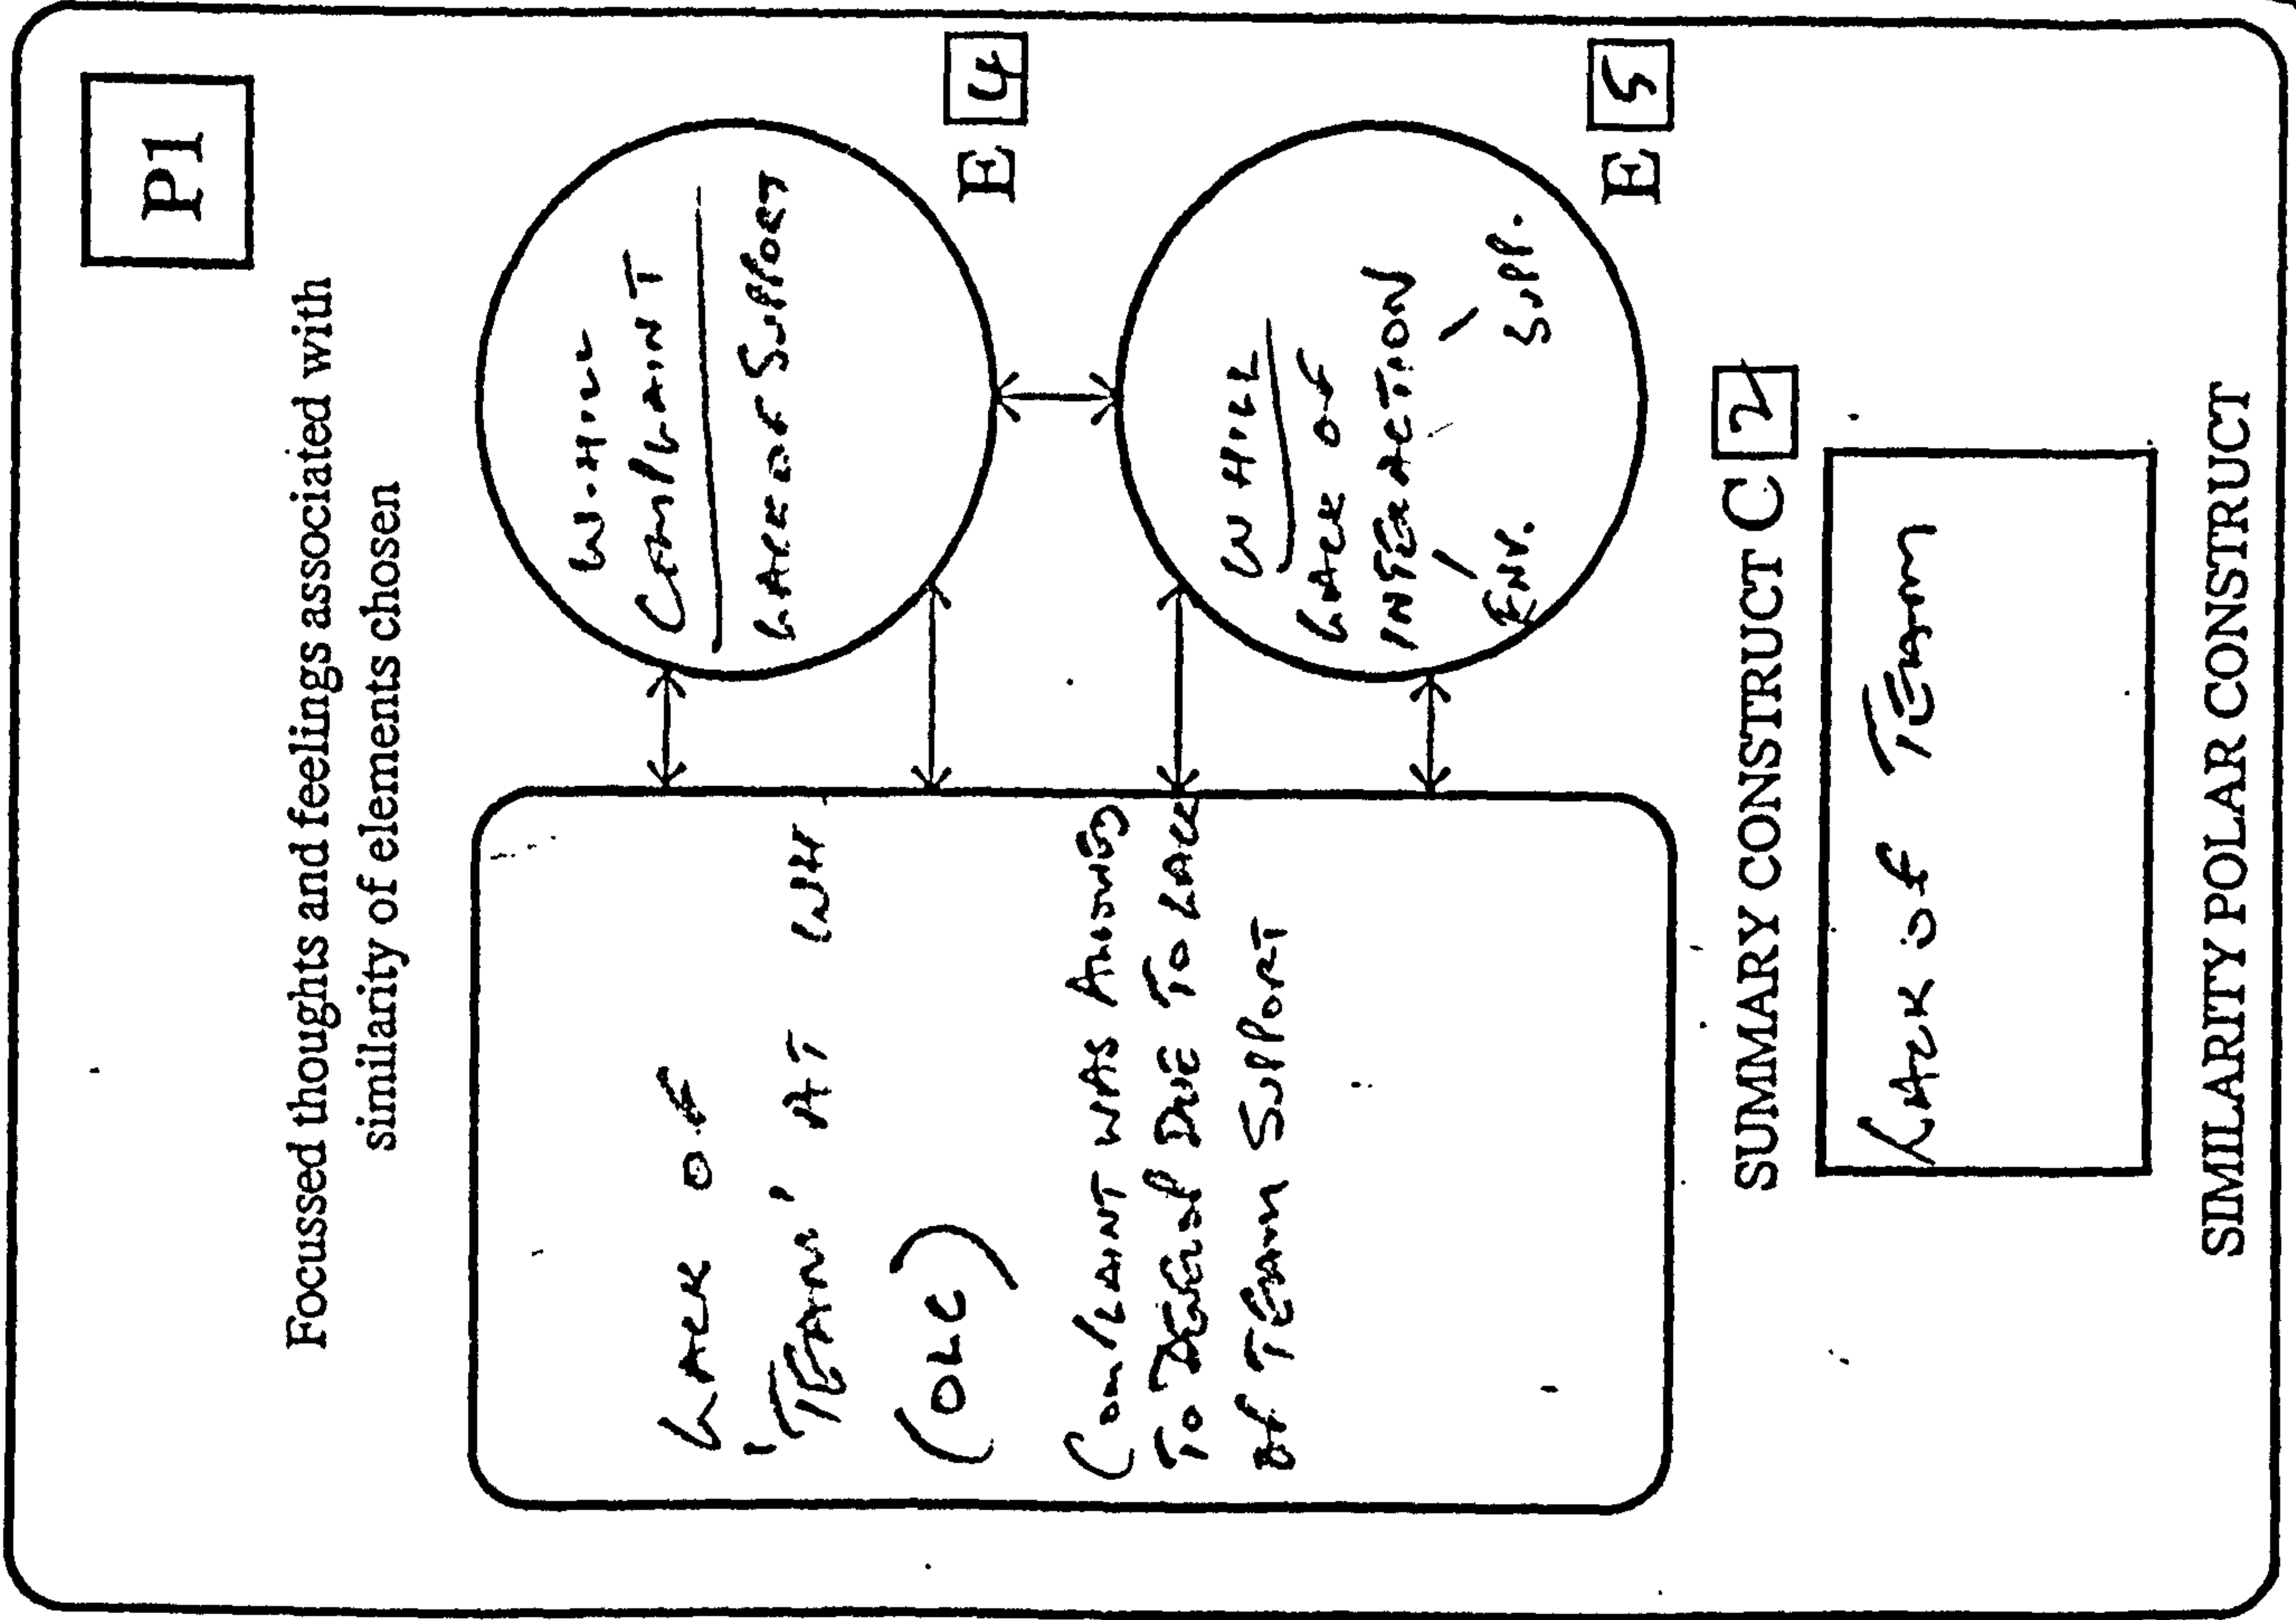 P1
Focussed thoughts and feelings associated with
similarity of elements chosen
LACK OF
'TEAM' AT WH
(OLC)
COMPLAINT WAS ALLOWED
TO DEVELOP DUE TO LACK
OF TEAM SUPPORT
W.HILL
COMPLAINT
LACK OF SUPPORT
E 4
W HILL
LACK OF
INTERACTION
ENV. SUPP.
E 5
SUMMARY CONSTRUCT C 2
LACK OF TEAM
SIMILARITY POLAR CONSTRUCT